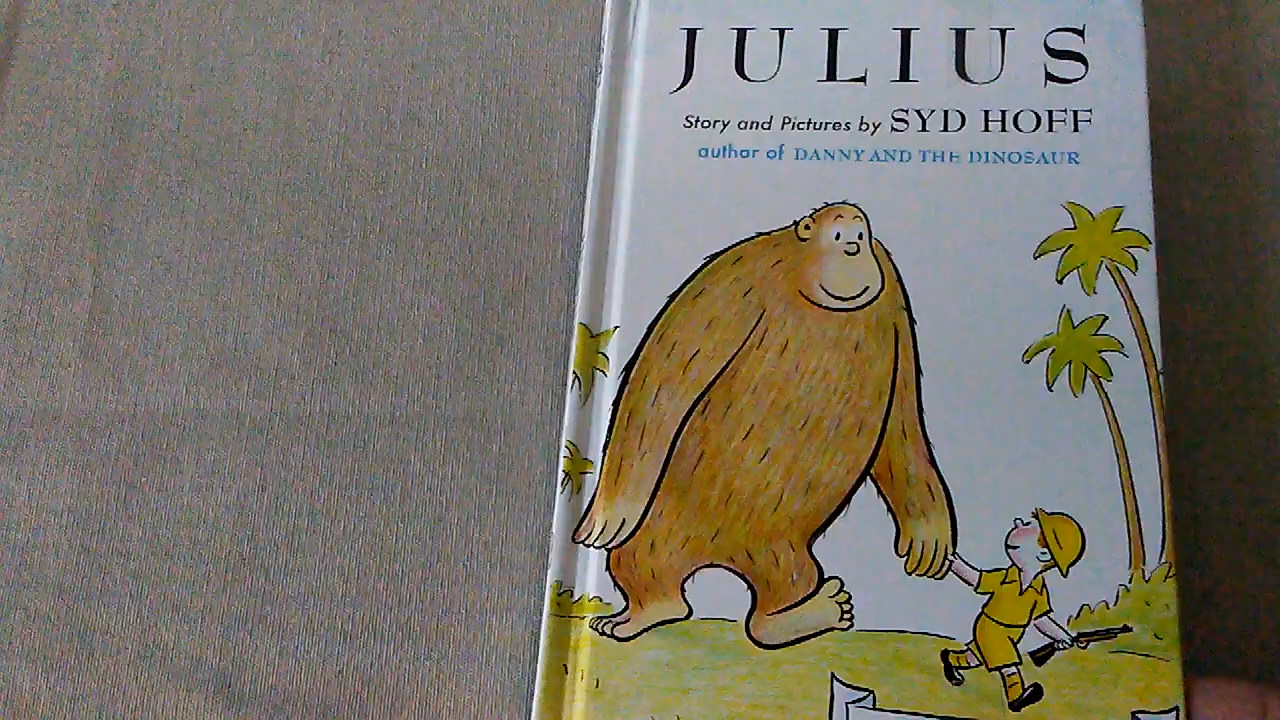 JULIUS
Story and Pictures by SYD HOFF
author of DANNY AND THE DINOSAUR